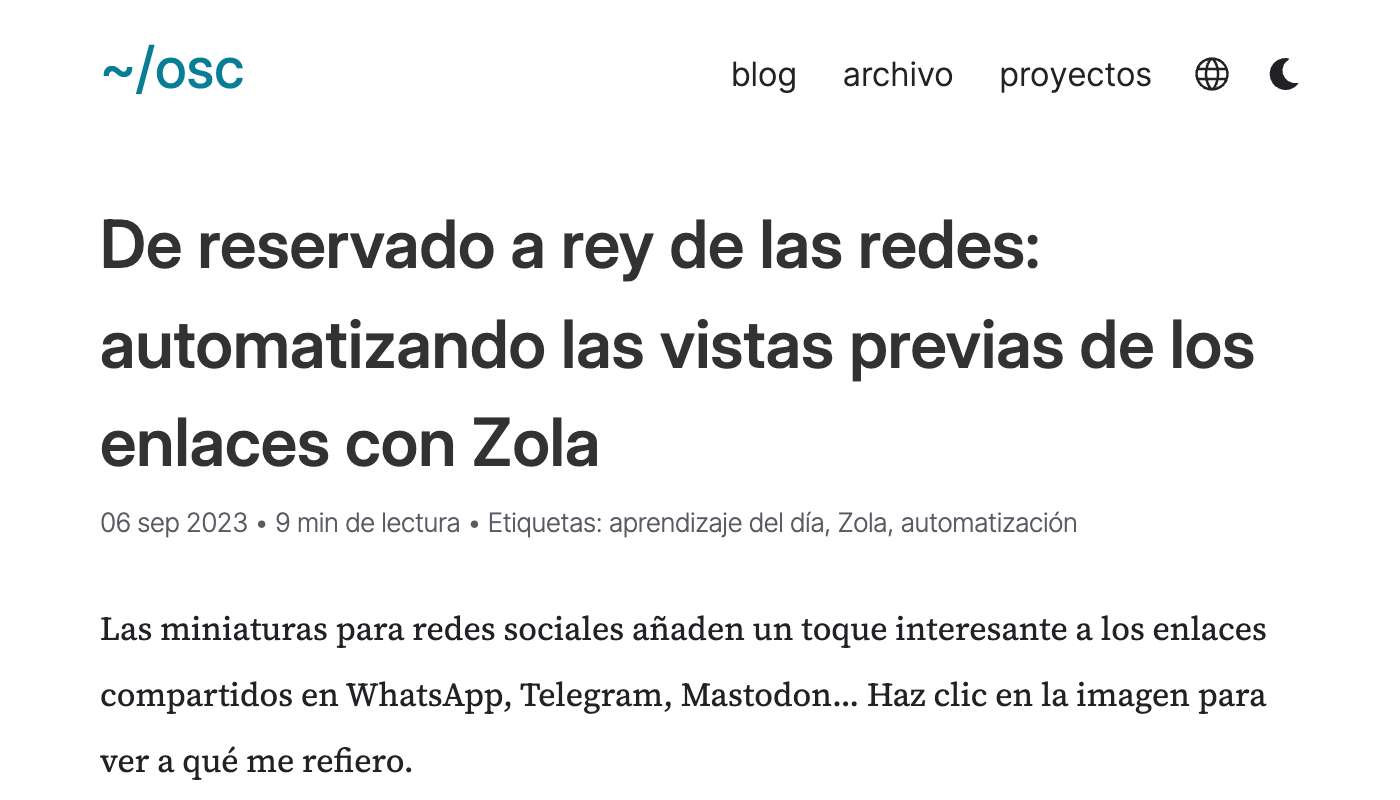 ~/osc
blog archivo proyectos
De reservado a rey de las redes:
automatizando las vistas previas de los
enlaces con Zola
06 sep 2023 • 9 min de lectura • Etiquetas: aprendizaje del día, Zola, automatización
Las miniaturas para redes sociales añaden un toque interesante a los enlaces
compartidos en WhatsApp, Telegram, Mastodon... Haz clic en la imagen para
ver a qué me refiero.